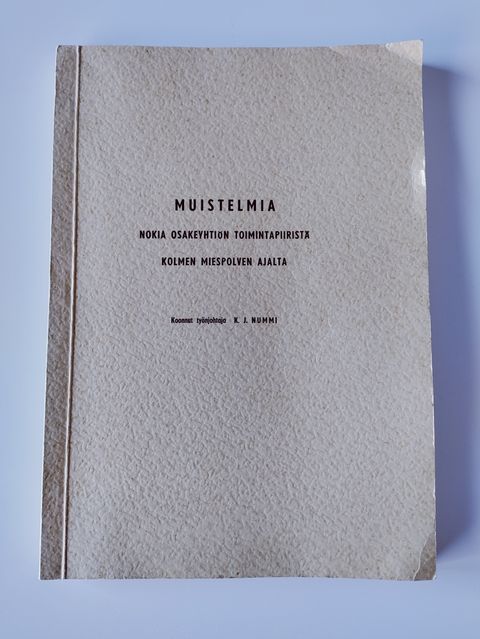 MUISTELMIA
NOKIA OSAKEYHTIÖN TOIMINTAPIIRISTÄ
KOLMEN MIESPOLVEN AJALTA
Koonnut työnjohtaja K. J. NUMMI